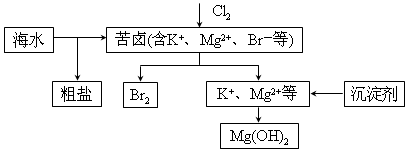 Cl₂
海水
苦卤(含K⁺、Mg²⁺、Br⁻等)
粗盐
Br₂
K⁺、Mg²⁺等
沉淀剂
Mg(OH)₂